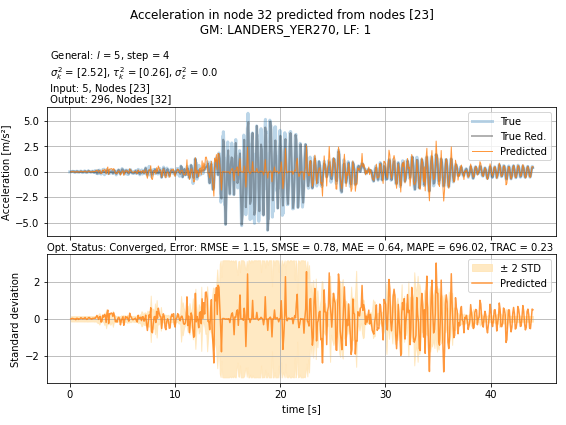 Acceleration in node 32 predicted from nodes [23]
GM: LANDERS_YER270, LF: 1
General: l = 5, step = 4
σ²ₖ = [2.52], τ²ₖ = [0.26], σ²ε = 0.0
Input: 5, Nodes [23]
Output: 296, Nodes [32]
Acceleration [m/s²]
5.0
2.5
0.0
−2.5
−5.0
True
True Red.
Predicted
Opt. Status: Converged, Error: RMSE = 1.15, SMSE = 0.78, MAE = 0.64, MAPE = 696.02, TRAC = 0.23
Standard deviation
2
0
−2
± 2 STD
Predicted
0 10 20 30 40
time [s]